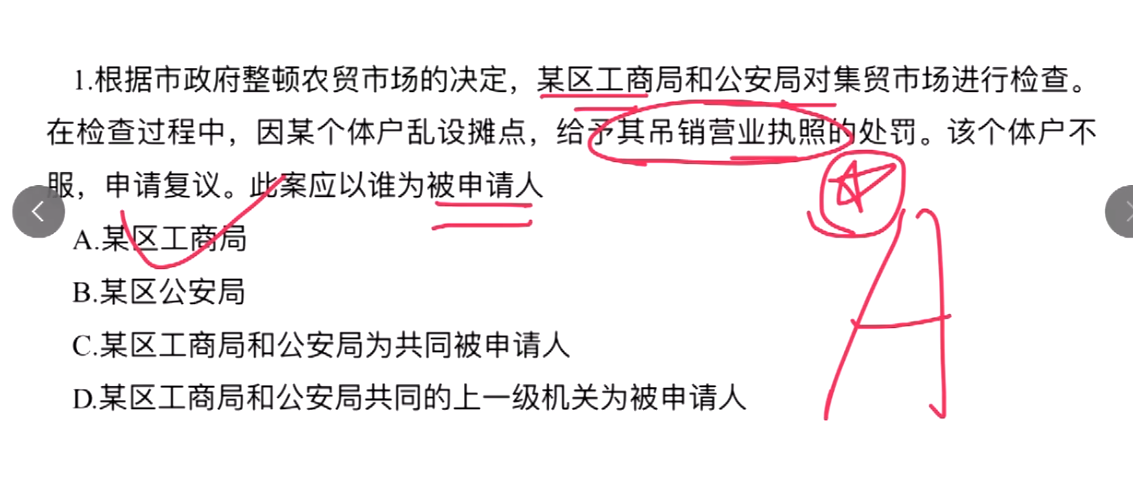 1.根据市政府整顿农贸市场的决定，某区工商局和公安局对集贸市场进行检查。
在检查过程中，因某个体户乱设摊点，给予其吊销营业执照的处罚。该个体户不
服，申请复议。此案应以谁为被申请人
A.某区工商局
B.某区公安局
C.某区工商局和公安局为共同被申请人
D.某区工商局和公安局共同的上一级机关为被申请人
A